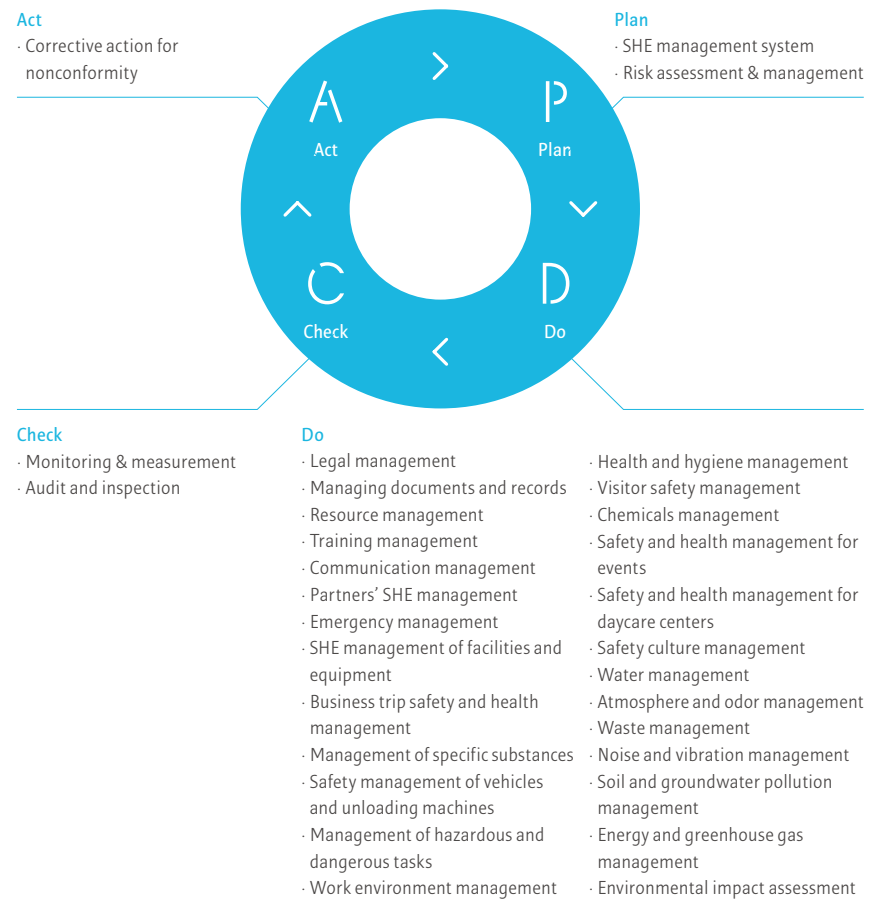 Act
· Corrective action for
nonconformity
Plan
· SHE management system
· Risk assessment & management
A
Act
P
Plan
C
Check
D
Do
Check
· Monitoring & measurement
· Audit and inspection
Do
· Legal management
· Managing documents and records
· Resource management
· Training management
· Communication management
· Partners’ SHE management
· Emergency management
· SHE management of facilities and
equipment
· Business trip safety and health
management
· Management of specific substances
· Safety management of vehicles
and unloading machines
· Management of hazardous and
dangerous tasks
· Work environment management
· Health and hygiene management
· Visitor safety management
· Chemicals management
· Safety and health management for
events
· Safety and health management for
daycare centers
· Safety culture management
· Water management
· Atmosphere and odor management
· Waste management
· Noise and vibration management
· Soil and groundwater pollution
management
· Energy and greenhouse gas
management
· Environmental impact assessment